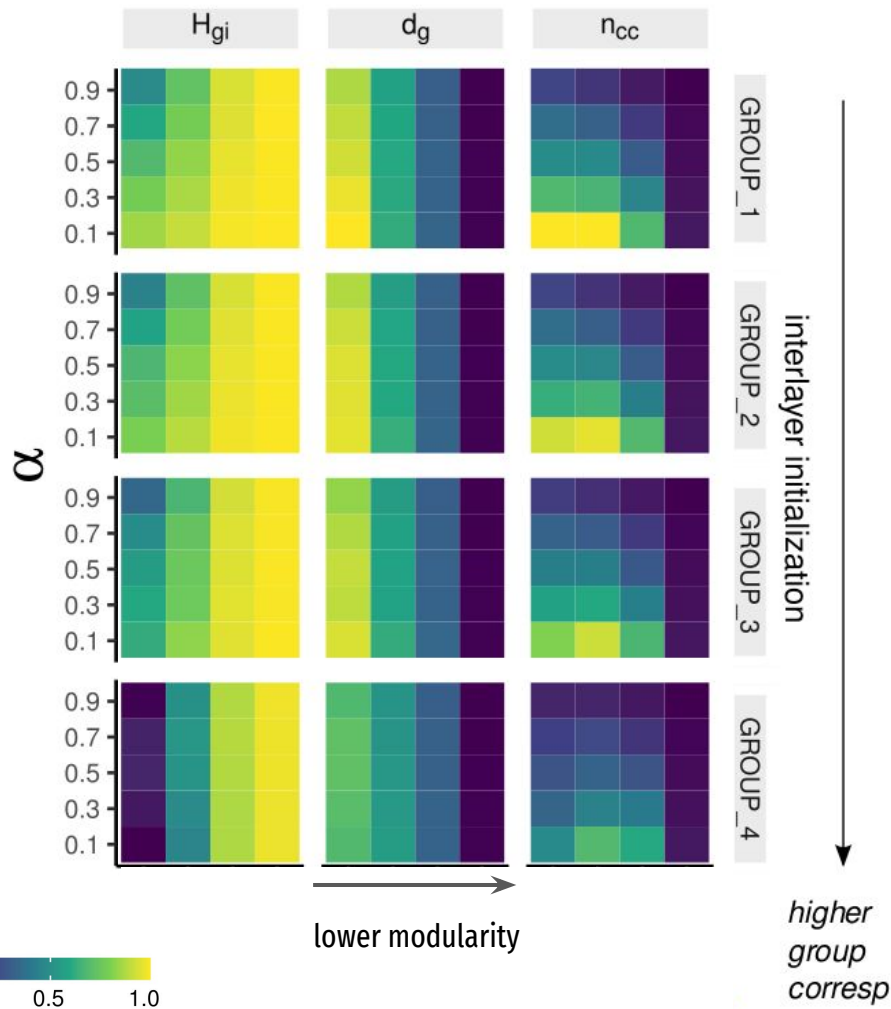 Hgi dg ncc
0.9
0.7
0.5
0.3
0.1
GROUP_1
0.9
0.7
0.5
0.3
0.1
GROUP_2
0.9
0.7
0.5
0.3
0.1
GROUP_3
0.9
0.7
0.5
0.3
0.1
GROUP_4
α
interlayer initialization
lower modularity
higher
group
corresp
0.5 1.0